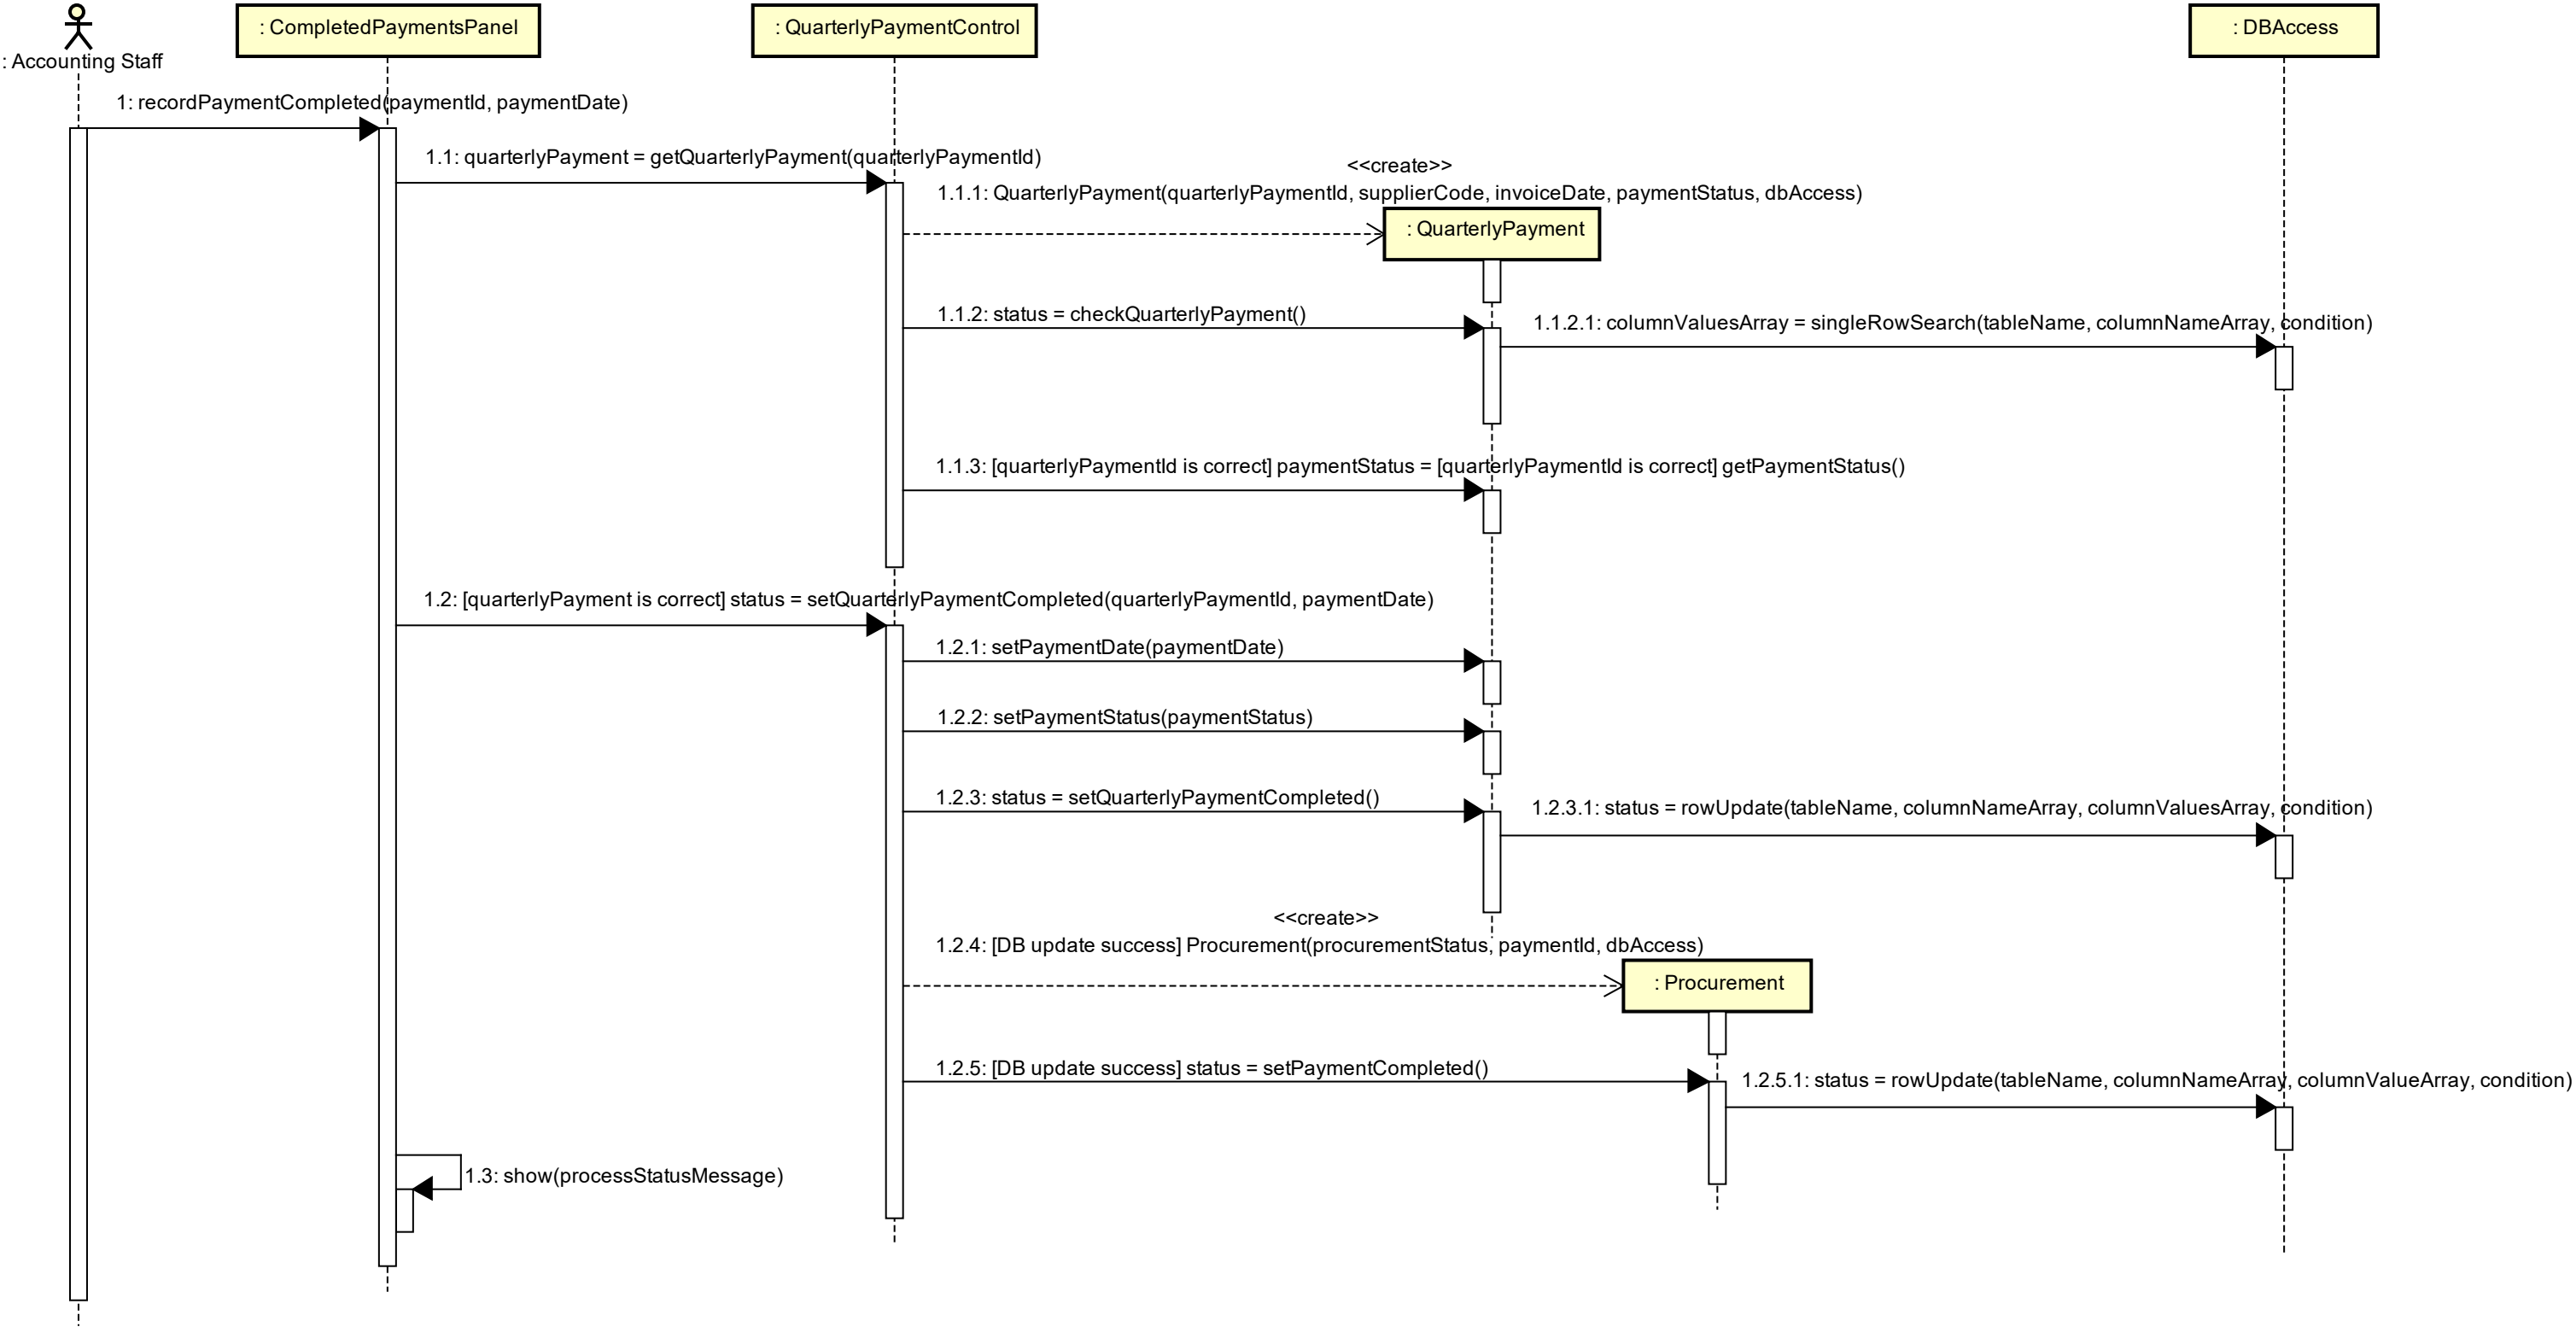 : CompletedPaymentsPanel
: QuarterlyPaymentControl
: DBAccess
: Accounting Staff
1: recordPaymentCompleted(paymentId, paymentDate)
1.1: quarterlyPayment = getQuarterlyPayment(quarterlyPaymentId)
<<create>>
1.1.1: QuarterlyPayment(quarterlyPaymentId, supplierCode, invoiceDate, paymentStatus, dbAccess)
: QuarterlyPayment
1.1.2: status = checkQuarterlyPayment()
1.1.2.1: columnValuesArray = singleRowSearch(tableName, columnNameArray, condition)
1.1.3: [quarterlyPaymentId is correct] paymentStatus = [quarterlyPaymentId is correct] getPaymentStatus()
1.2: [quarterlyPayment is correct] status = setQuarterlyPaymentCompleted(quarterlyPaymentId, paymentDate)
1.2.1: setPaymentDate(paymentDate)
1.2.2: setPaymentStatus(paymentStatus)
1.2.3: status = setQuarterlyPaymentCompleted()
1.2.3.1: status = rowUpdate(tableName, columnNameArray, columnValuesArray, condition)
<<create>>
1.2.4: [DB update success] Procurement(procurementStatus, paymentId, dbAccess)
: Procurement
1.2.5: [DB update success] status = setPaymentCompleted()
1.2.5.1: status = rowUpdate(tableName, columnNameArray, columnValueArray, condition)
1.3: show(processStatusMessage)